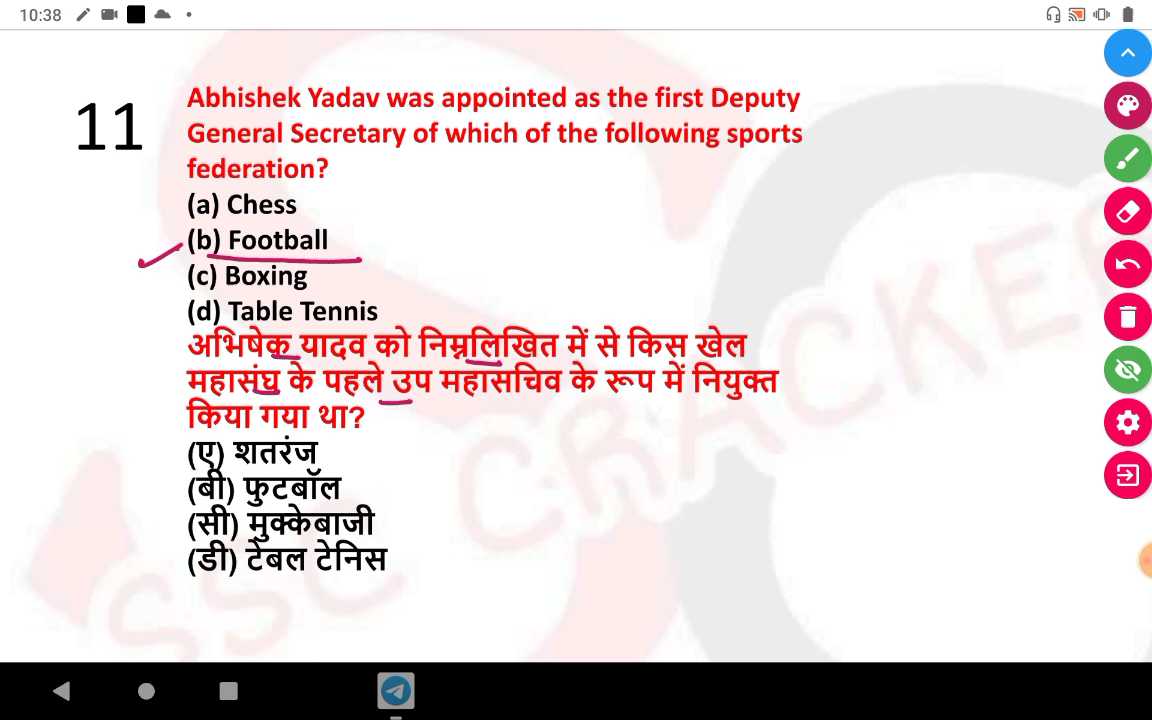 10:38
11
Abhishek Yadav was appointed as the first Deputy
General Secretary of which of the following sports
federation?
(a) Chess
(b) Football
(c) Boxing
(d) Table Tennis
अभिषेक यादव को निम्नलिखित में से किस खेल
महासंघ के पहले उप महासचिव के रूप में नियुक्त
किया गया था?
(ए) शतरंज
(बी) फुटबॉल
(सी) मुक्केबाजी
(डी) टेबल टेनिस
SSC CRACKER